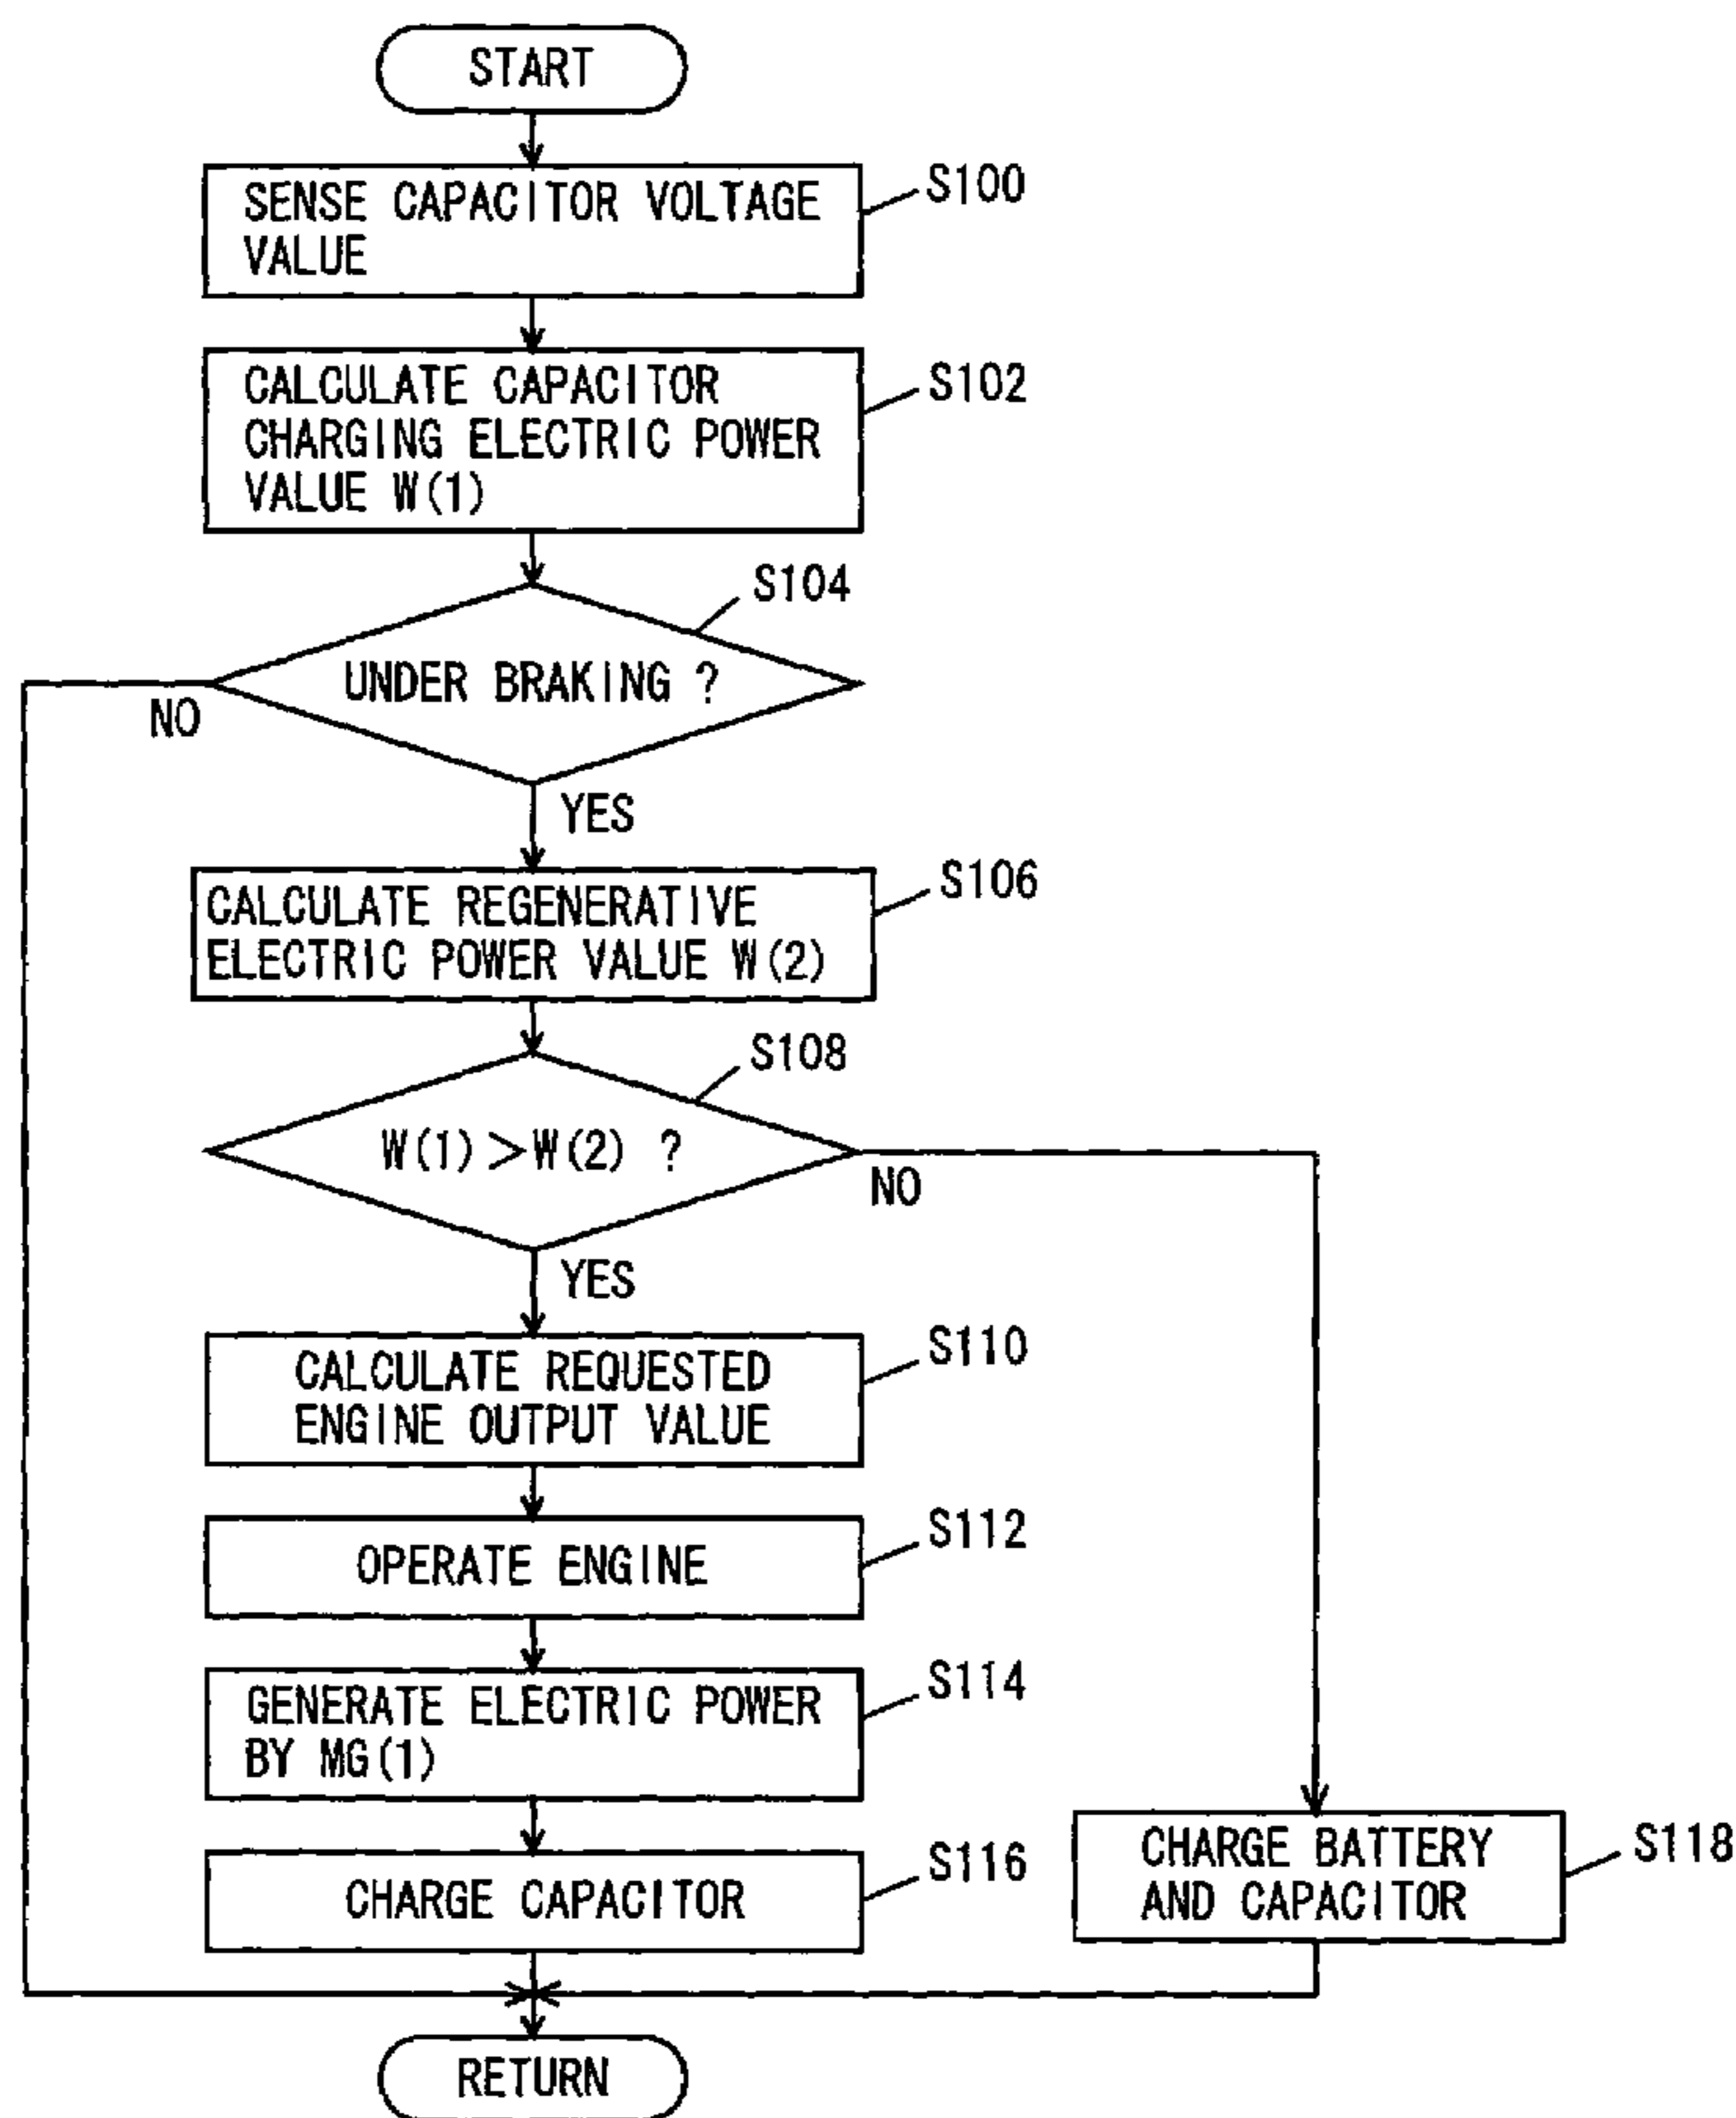 START
SENSE CAPACITOR VOLTAGE
VALUE
S100
CALCULATE CAPACITOR
CHARGING ELECTRIC POWER
VALUE W(1)
S102
S104
UNDER BRAKING ?
NO
YES
CALCULATE REGENERATIVE
ELECTRIC POWER VALUE W(2)
S106
S108
W(1)>W(2) ?
NO
YES
CALCULATE REQUESTED
ENGINE OUTPUT VALUE
S110
OPERATE ENGINE
S112
GENERATE ELECTRIC POWER
BY MG(1)
S114
CHARGE CAPACITOR
S116
CHARGE BATTERY
AND CAPACITOR
S118
RETURN